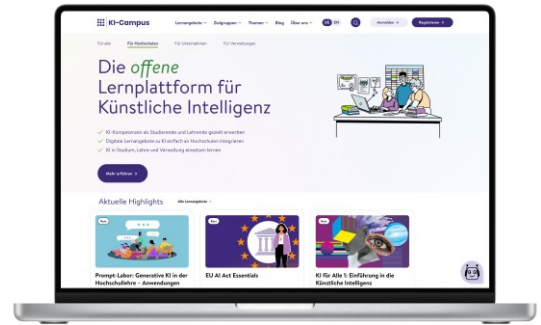 KI-Campus
Lernangebote
Zielgruppen
Themen
Blog
Über uns
DE EN
Anmelden
Registrieren
Für alle
Für Hochschulen
Für Unternehmen
Für Verwaltungen
Die offene
Lernplattform für
Künstliche Intelligenz
KI-Kompetenzen als Studierende und Lehrende gezielt erwerben
Digitale Lernangebote zu KI einfach an Hochschulen integrieren
KI in Studium, Lehre und Verwaltung einsetzen lernen
Mehr erfahren
Aktuelle Highlights
Alle Lernangebote
Kurs
Kurs
Prompt-Labor: Generative KI in der
Hochschullehre – Anwendungen
EU AI Act Essentials
KI für Alle 1: Einführung in die
Künstliche Intelligenz